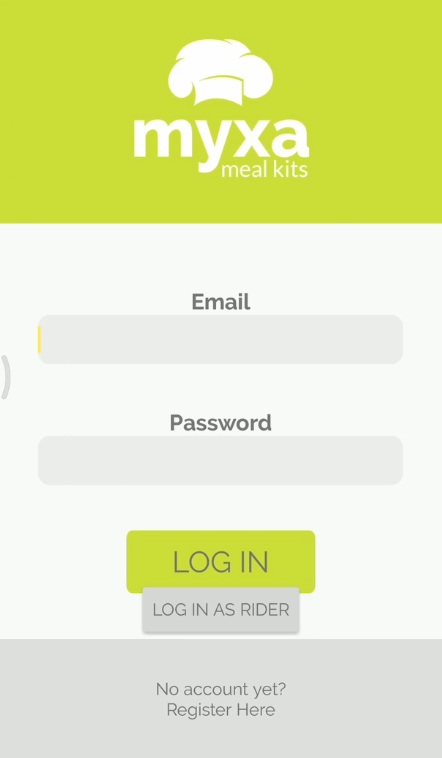 myxa
meal kits
Email
Password
LOG IN
LOG IN AS RIDER
No account yet?
Register Here